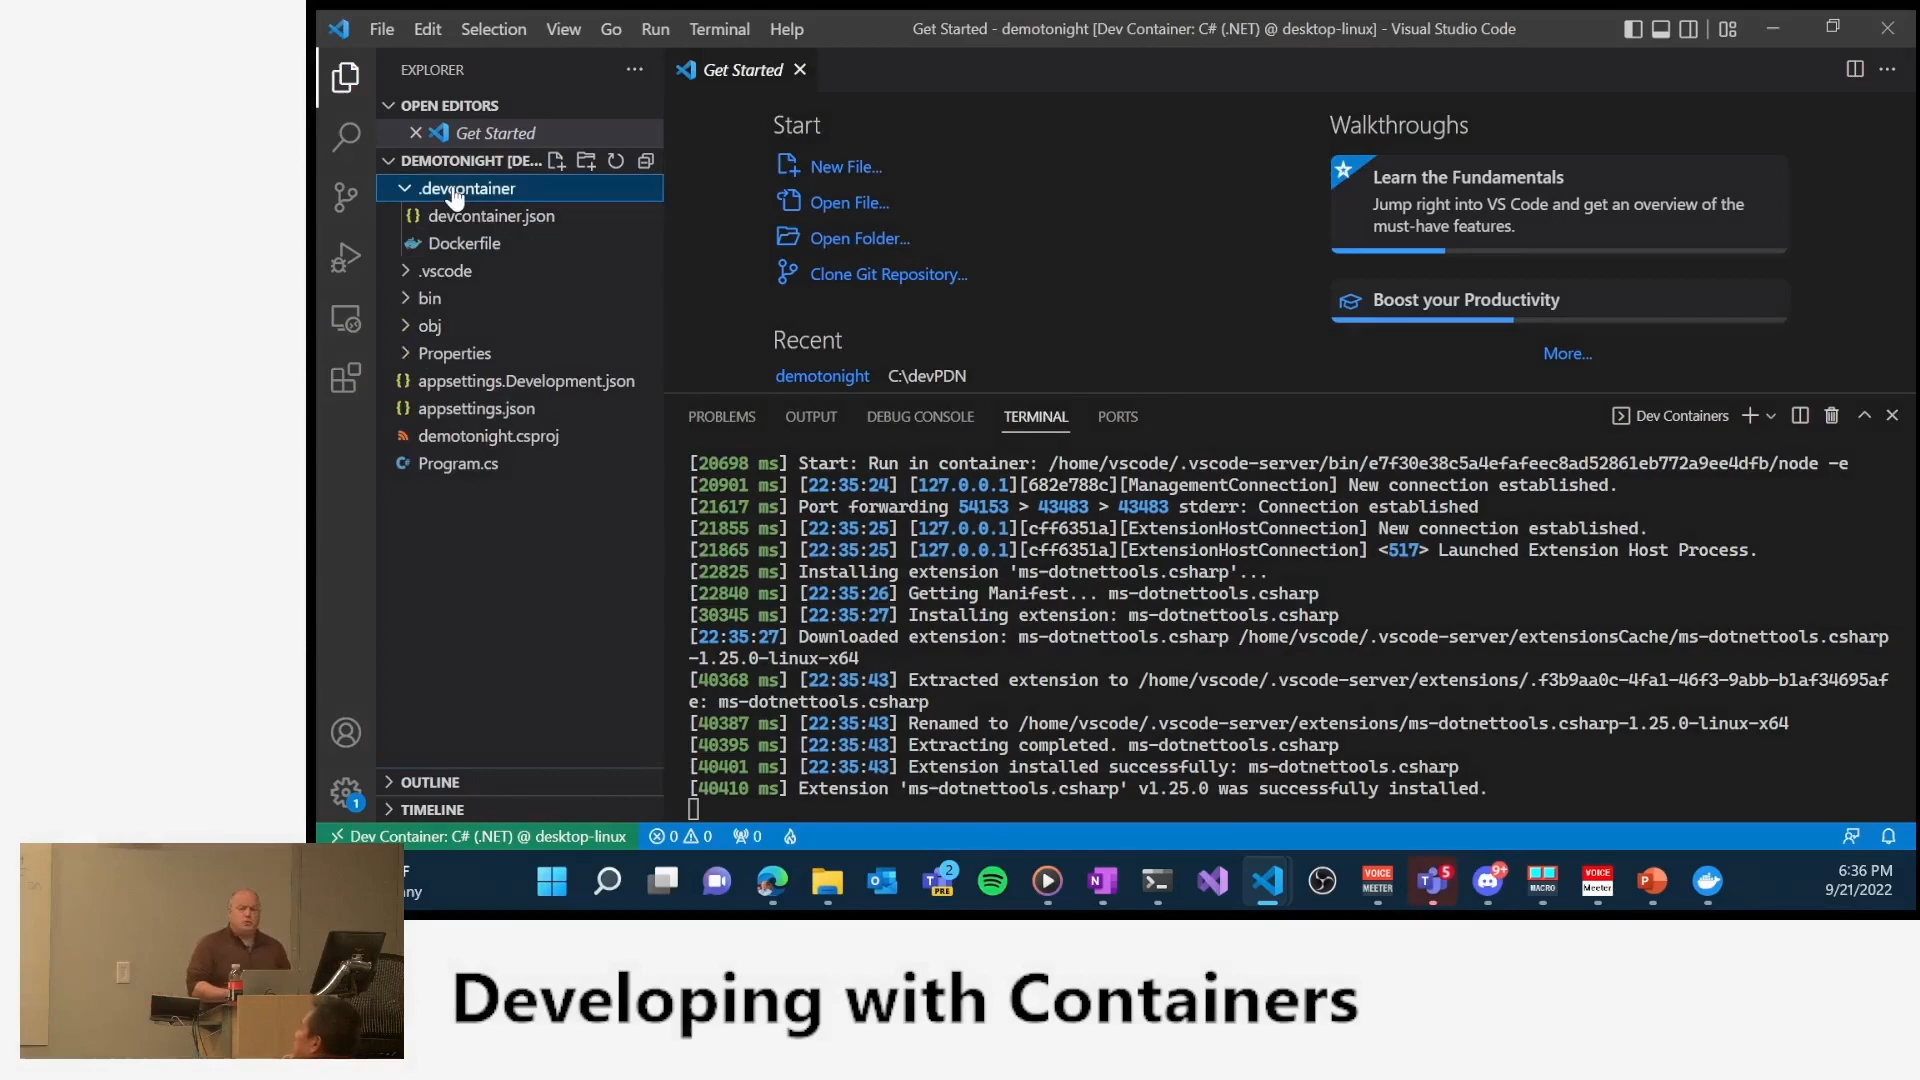 File Edit Selection View Go Run Terminal Help
Get Started - demotonight [Dev Container: C# (.NET) @ desktop-linux] - Visual Studio Code
EXPLORER
OPEN EDITORS
Get Started
DEMOTONIGHT [DE...
.devcontainer
devcontainer.json
Dockerfile
.vscode
bin
obj
Properties
appsettings.Development.json
appsettings.json
demotonight.csproj
Program.cs
OUTLINE
TIMELINE
1
Get Started
Start
New File...
Open File...
Open Folder...
Clone Git Repository...
Recent
demotonight C:\devPDN
Walkthroughs
Learn the Fundamentals
Jump right into VS Code and get an overview of the
must-have features.
Boost your Productivity
More...
PROBLEMS OUTPUT DEBUG CONSOLE TERMINAL PORTS
Dev Containers
[20698 ms] Start: Run in container: /home/vscode/.vscode-server/bin/e7f30e38c5a4efafeec8ad52861eb772a9ee4dfb/node -e
[20901 ms] [22:35:24] [127.0.0.1][682e788c][ManagementConnection] New connection established.
[21617 ms] Port forwarding 54153 > 43483 > 43483 stderr: Connection established
[21855 ms] [22:35:25] [127.0.0.1][cff6351a][ExtensionHostConnection] New connection established.
[21865 ms] [22:35:25] [127.0.0.1][cff6351a][ExtensionHostConnection] <517> Launched Extension Host Process.
[22825 ms] Installing extension 'ms-dotnettools.csharp'...
[22840 ms] [22:35:26] Getting Manifest... ms-dotnettools.csharp
[30345 ms] [22:35:27] Installing extension: ms-dotnettools.csharp
[22:35:27] Downloaded extension: ms-dotnettools.csharp /home/vscode/.vscode-server/extensionsCache/ms-dotnettools.csharp
-1.25.0-linux-x64
[40368 ms] [22:35:43] Extracted extension to /home/vscode/.vscode-server/extensions/.f3b9aa0c-4fa1-46f3-9abb-b1af34695af
e: ms-dotnettools.csharp
[40387 ms] [22:35:43] Renamed to /home/vscode/.vscode-server/extensions/ms-dotnettools.csharp-1.25.0-linux-x64
[40395 ms] [22:35:43] Extracting completed. ms-dotnettools.csharp
[40401 ms] [22:35:43] Extension installed successfully: ms-dotnettools.csharp
[40410 ms] Extension 'ms-dotnettools.csharp' v1.25.0 was successfully installed.
Dev Container: C# (.NET) @ desktop-linux 0 0 0
F
ny
2
PRE
VOICE
MEETER
5
9+
MACRO
VOICE
Meeter
6:36 PM
9/21/2022
Developing with Containers